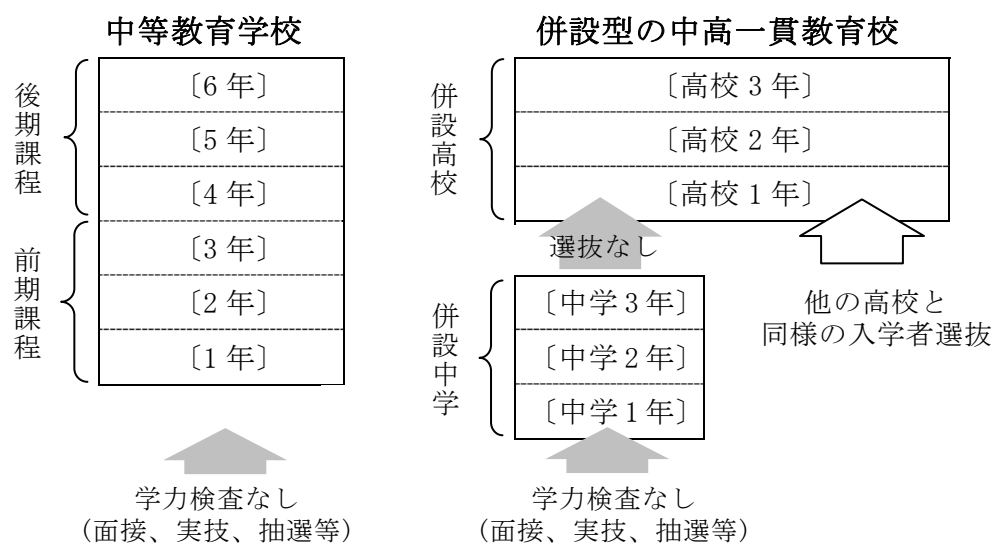 中等教育学校
後期課程
〔6 年〕
〔5 年〕
〔4 年〕
前期課程
〔3 年〕
〔2 年〕
〔1 年〕
学力検査なし
（面接、実技、抽選等）
併設型の中高一貫教育校
併設高校
〔高校 3 年〕
〔高校 2 年〕
〔高校 1 年〕
選抜なし
他の高校と
同様の入学者選抜
併設中学
〔中学 3 年〕
〔中学 2 年〕
〔中学 1 年〕
学力検査なし
（面接、実技、抽選等）